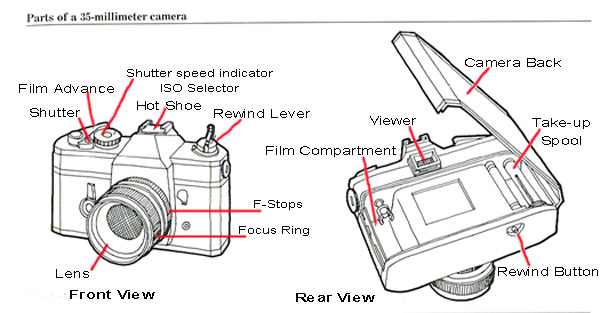 Parts of a 35-millimeter camera
Shutter speed indicator
ISO Selector
Film Advance
Shutter
Hot Shoe
Rewind Lever
F-Stops
Focus Ring
Lens
Front View
Camera Back
Viewer
Take-up
Spool
Film Compartment
Rewind Button
Rear View